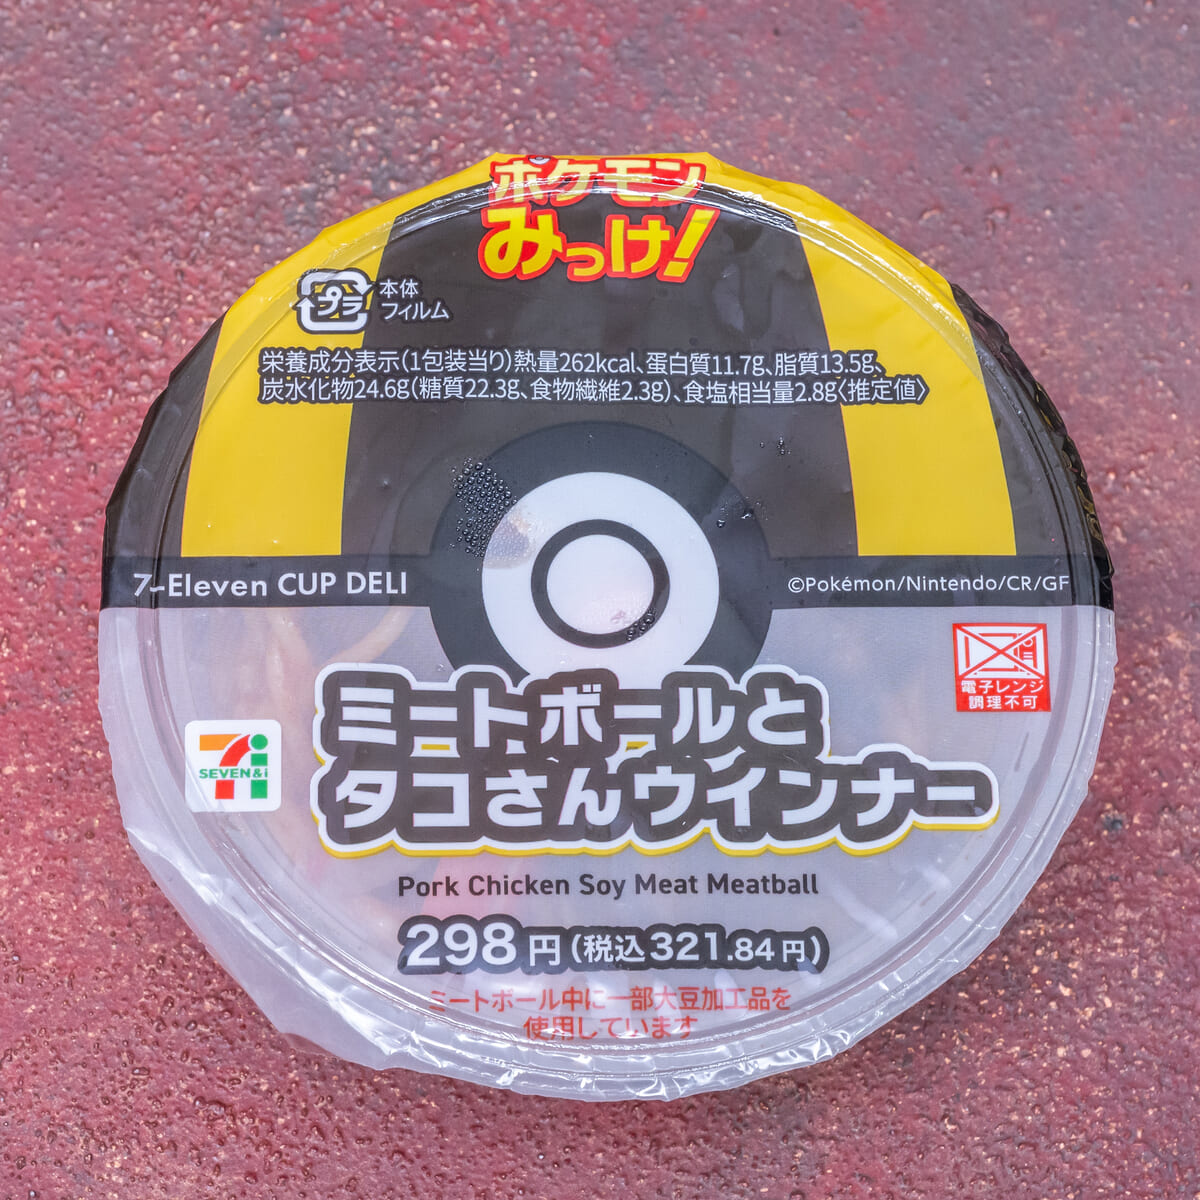 ポケモン
みっけ!
プラ
本体
フィルム
栄養成分表示(1包装当り)熱量262kcal、蛋白質11.7g、脂質13.5g、
炭水化物24.6g(糖質22.3g、食物繊維2.3g)、食塩相当量2.8g〈推定値〉
7-Eleven CUP DELI
©Pokémon/Nintendo/CR/GF
電子レンジ
調理不可
ミートボールと
タコさんウインナー
SEVEN&i
Pork Chicken Soy Meat Meatball
298円(税込321.84円)
ミートボール中に一部大豆加工品を
使用しています